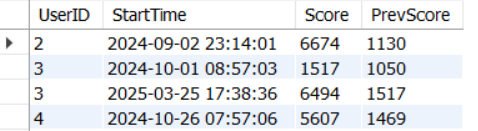 UserID StartTime Score PrevScore
2 2024-09-02 23:14:01 6674 1130
3 2024-10-01 08:57:03 1517 1050
3 2025-03-25 17:38:36 6494 1517
4 2024-10-26 07:57:06 5607 1469